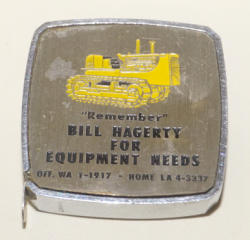 "Remember"
BILL HAGERTY
FOR
EQUIPMENT NEEDS
OFF. WA 1-1917 - HOME LA 4-3337